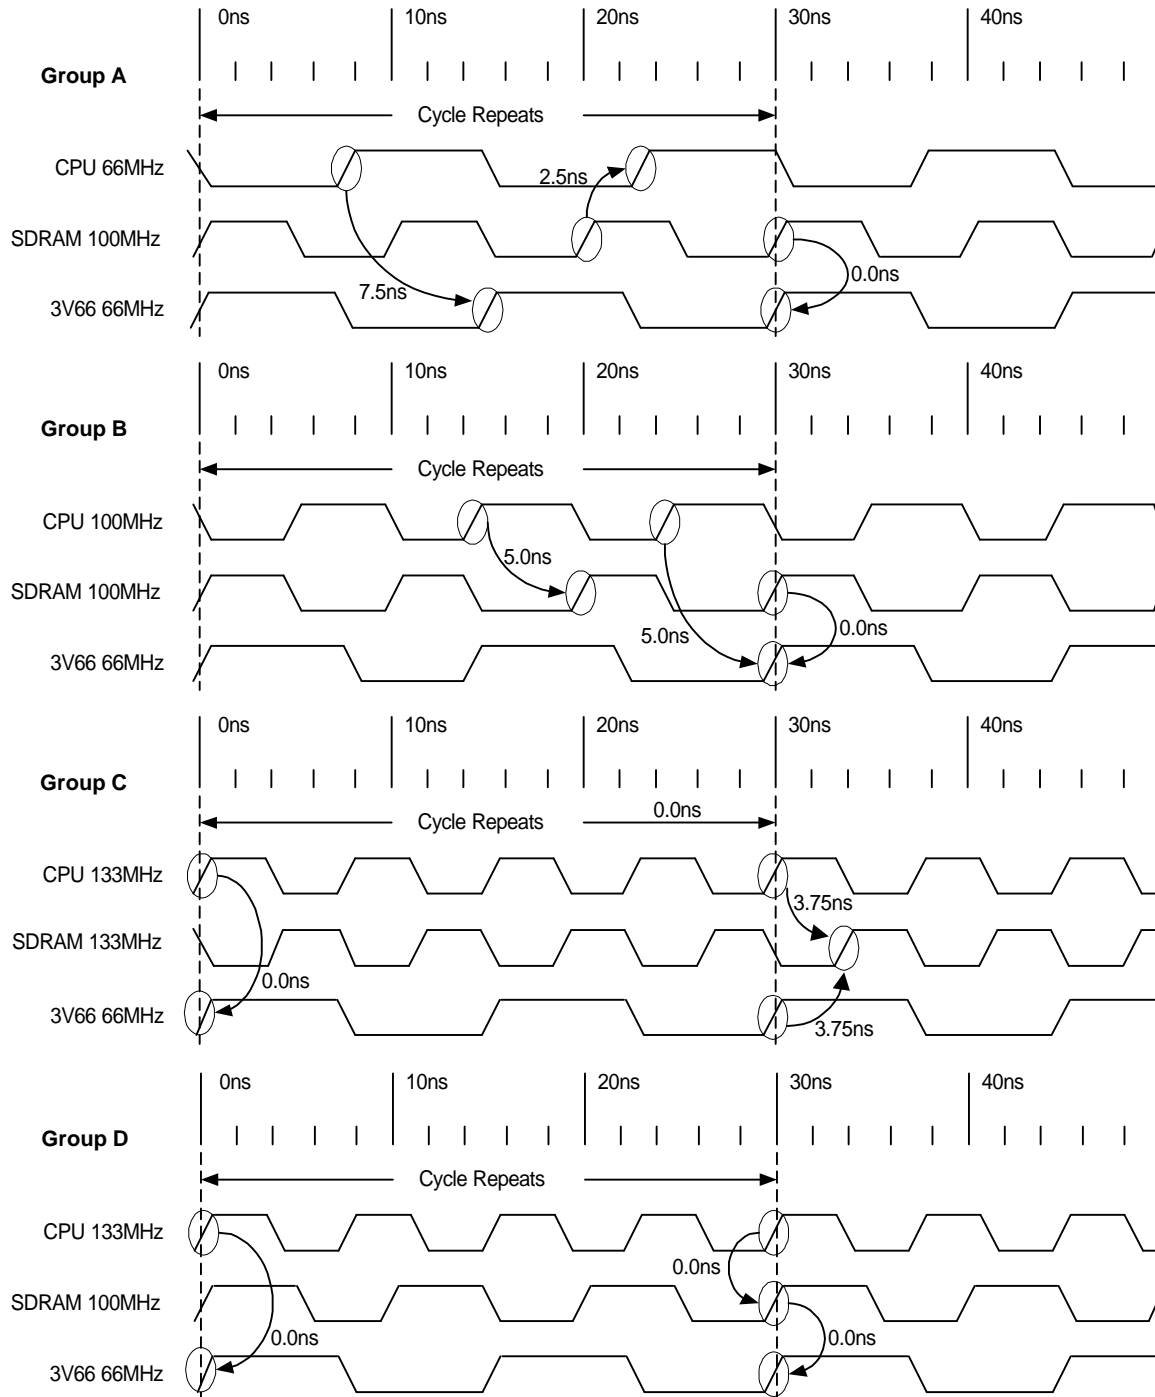 0ns 10ns 20ns 30ns 40ns
Group A
Cycle Repeats
CPU 66MHz
2.5ns
SDRAM 100MHz
0.0ns
7.5ns
3V66 66MHz
0ns 10ns 20ns 30ns 40ns
Group B
Cycle Repeats
CPU 100MHz
5.0ns
SDRAM 100MHz
5.0ns 0.0ns
3V66 66MHz
0ns 10ns 20ns 30ns 40ns
Group C
Cycle Repeats 0.0ns
CPU 133MHz
3.75ns
SDRAM 133MHz
0.0ns
3V66 66MHz
3.75ns
0ns 10ns 20ns 30ns 40ns
Group D
Cycle Repeats
CPU 133MHz
0.0ns
SDRAM 100MHz
0.0ns 0.0ns
3V66 66MHz